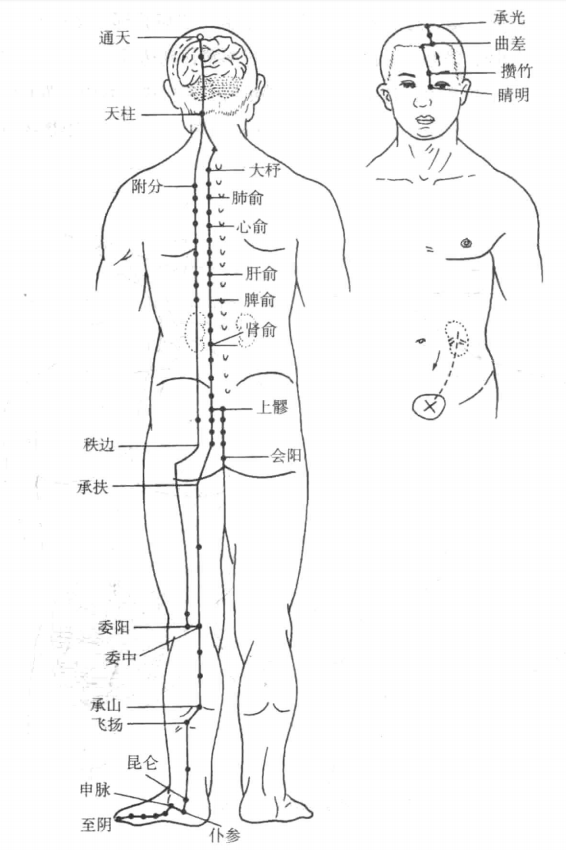 通天
天柱
附分
大杼
肺俞
心俞
肝俞
脾俞
肾俞
上髎
秩边
会阳
承扶
委阳
委中
承山
飞扬
昆仑
申脉
至阴
仆参
承光
曲差
攒竹
睛明